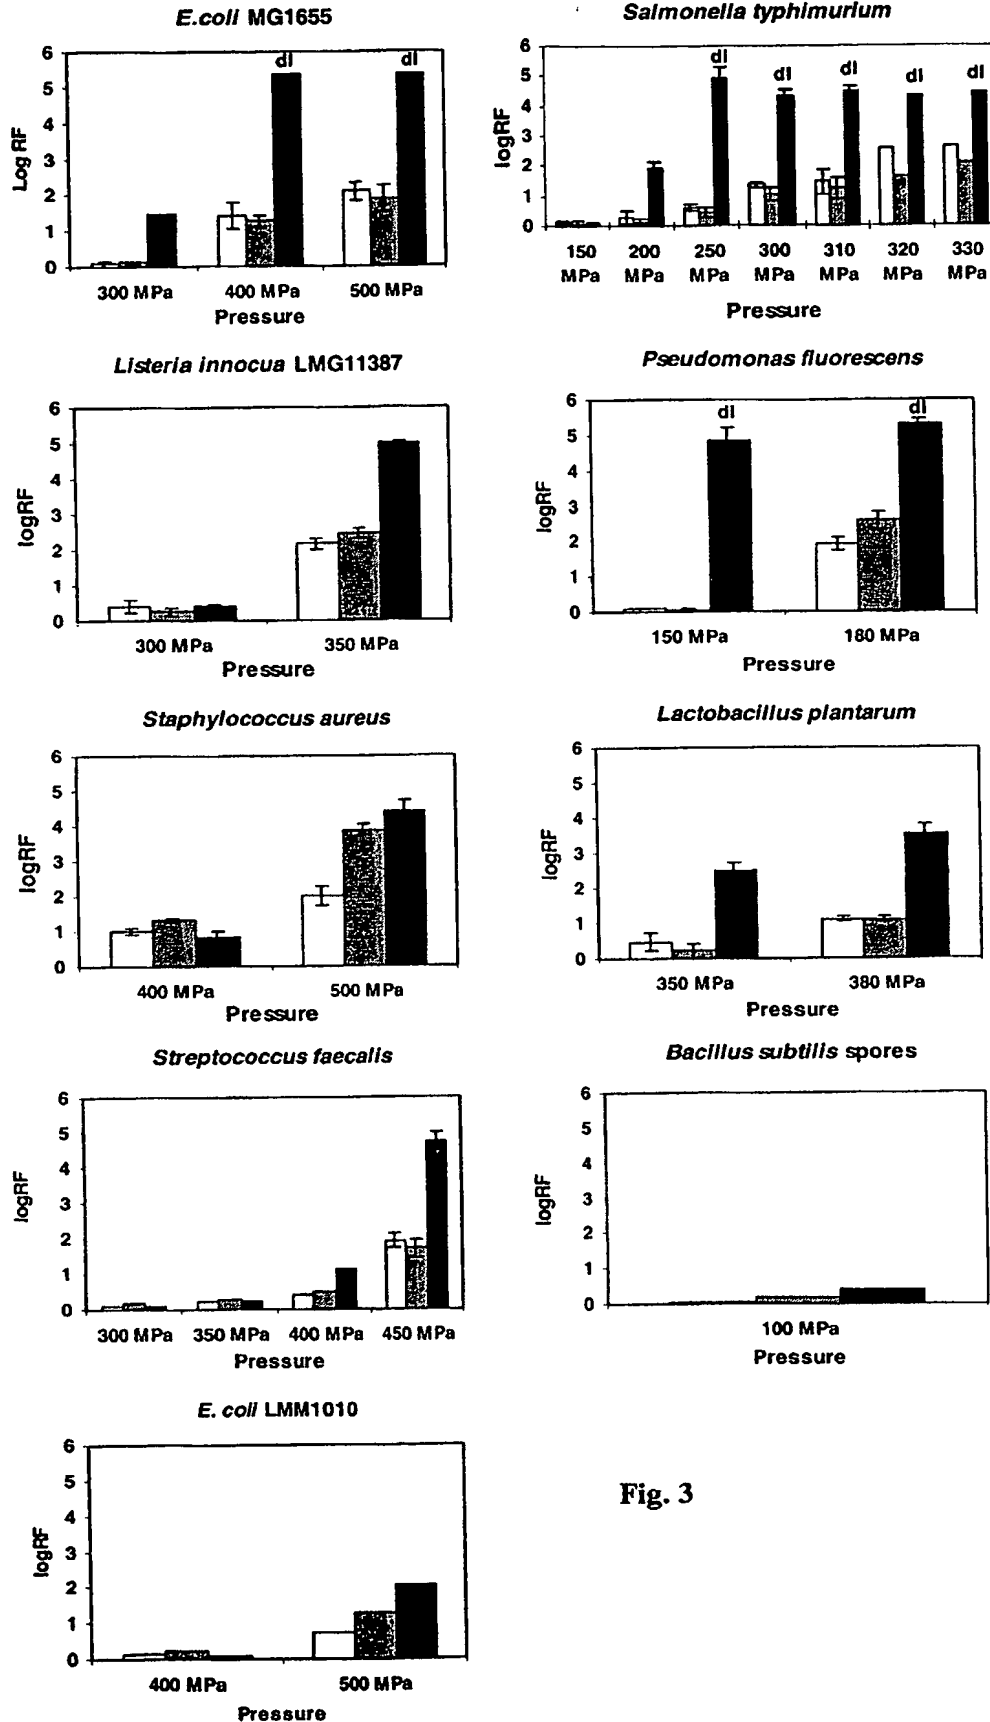 E.coli MG1655
Log RF
6
5
4
3
2
1
0
dl
dl
300 MPa 400 MPa 500 MPa
Pressure
Salmonella typhimurium
logRF
6
5
4
3
2
1
0
dl
dl
dl
dl
dl
150 200 250 300 310 320 330
MPa MPa MPa MPa MPa MPa MPa
Pressure
Listeria innocua LMG11387
logRF
6
5
4
3
2
1
0
300 MPa 350 MPa
Pressure
Pseudomonas fluorescens
logRF
6
5
4
3
2
1
0
dl
dl
150 MPa 180 MPa
Pressure
Staphylococcus aureus
logRF
6
5
4
3
2
1
0
400 MPa 500 MPa
Pressure
Lactobacillus plantarum
logRF
6
5
4
3
2
1
0
350 MPa 380 MPa
Pressure
Streptococcus faecalis
logRF
6
5
4
3
2
1
0
300 MPa 350 MPa 400 MPa 450 MPa
Pressure
Bacillus subtilis spores
logRF
6
5
4
3
2
1
0
100 MPa
Pressure
E. coli LMM1010
logRF
6
5
4
3
2
1
0
400 MPa 500 MPa
Pressure
Fig. 3